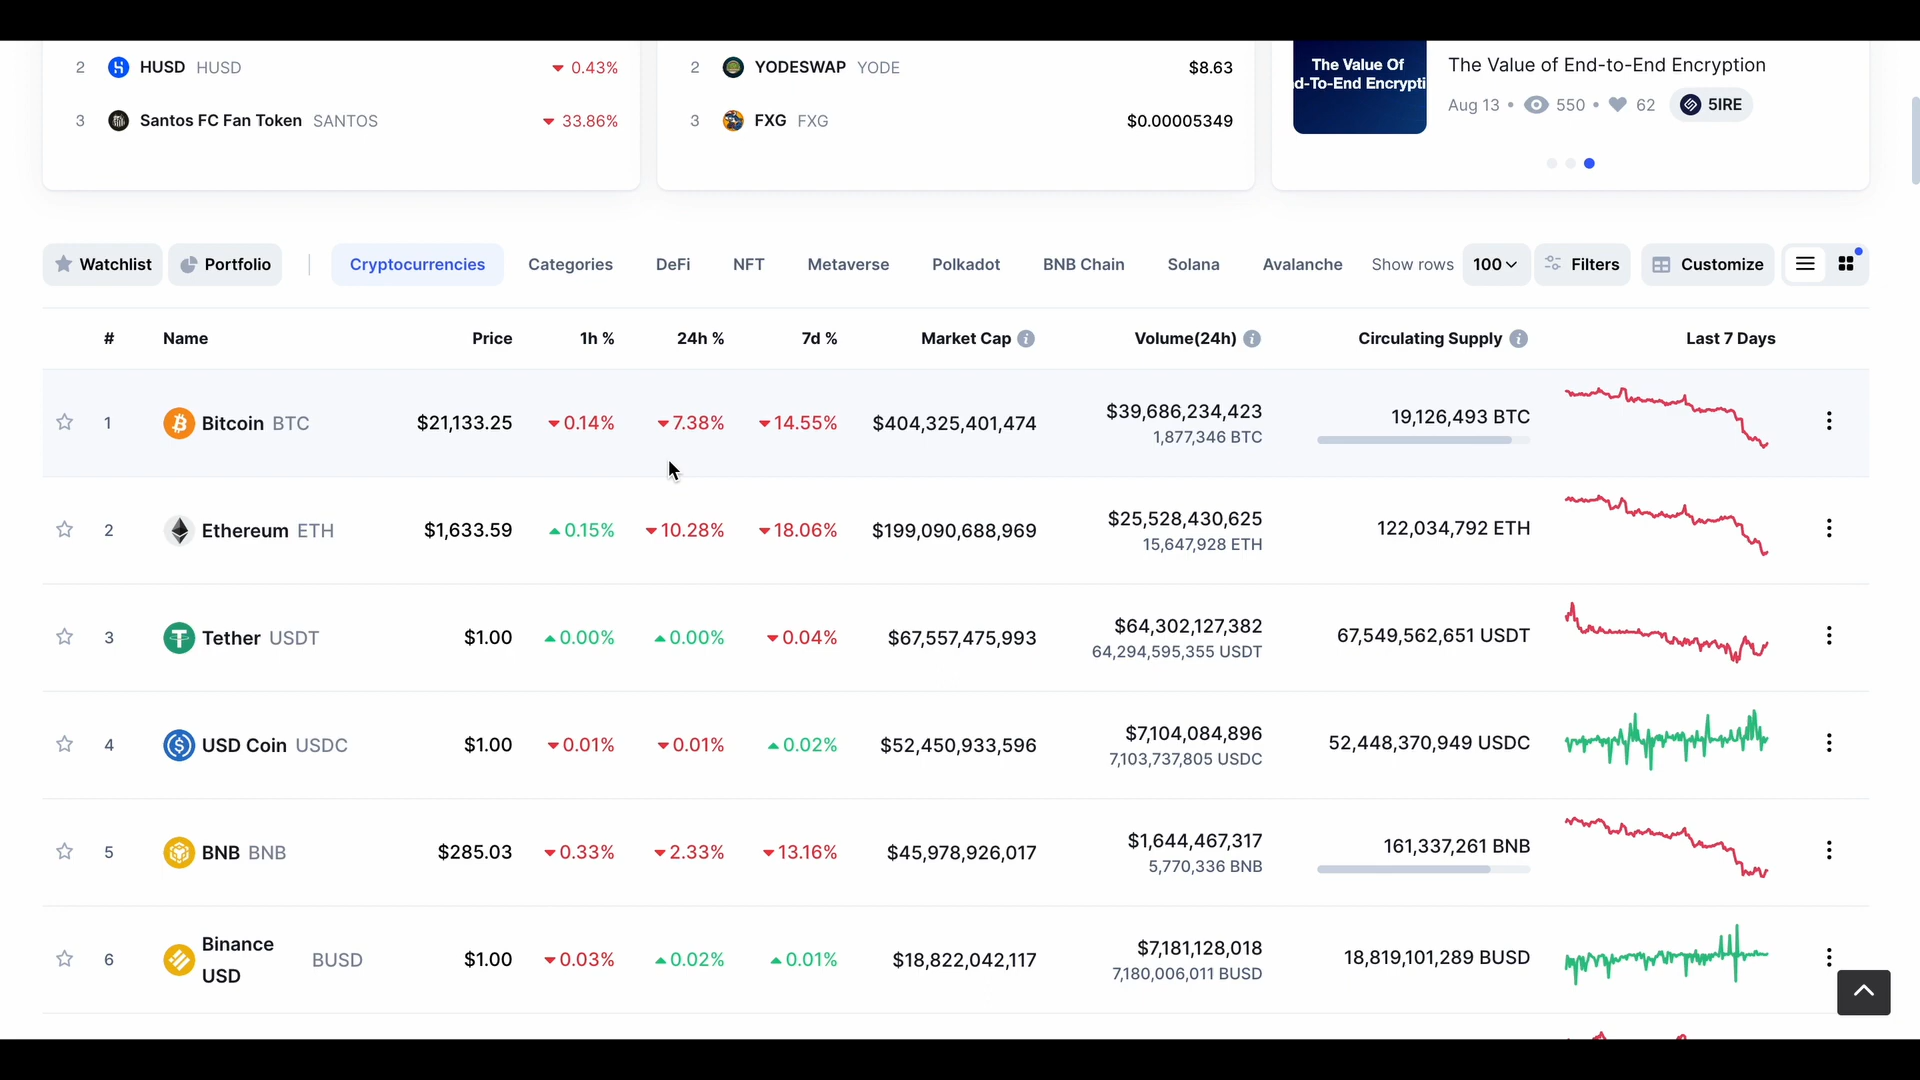 2 HUSD HUSD 0.43%
3 Santos FC Fan Token SANTOS 33.86%
2 YODESWAP YODE $8.63
3 FXG FXG $0.00005349
The Value Of
d-To-End Encrypti
The Value of End-to-End Encryption
Aug 13 • 550 • 62 5IRE
Watchlist Portfolio Cryptocurrencies Categories DeFi NFT Metaverse Polkadot BNB Chain Solana Avalanche Show rows 100 Filters Customize
# Name Price 1h % 24h % 7d % Market Cap Volume(24h) Circulating Supply Last 7 Days
1 Bitcoin BTC $21,133.25 0.14% 7.38% 14.55% $404,325,401,474 $39,686,234,423 19,126,493 BTC
1,877,346 BTC
2 Ethereum ETH $1,633.59 0.15% 10.28% 18.06% $199,090,688,969 $25,528,430,625 122,034,792 ETH
15,647,928 ETH
3 Tether USDT $1.00 0.00% 0.00% 0.04% $67,557,475,993 $64,302,127,382 67,549,562,651 USDT
64,294,595,355 USDT
4 USD Coin USDC $1.00 0.01% 0.01% 0.02% $52,450,933,596 $7,104,084,896 52,448,370,949 USDC
7,103,737,805 USDC
5 BNB BNB $285.03 0.33% 2.33% 13.16% $45,978,926,017 $1,644,467,317 161,337,261 BNB
5,770,336 BNB
6 Binance USD BUSD $1.00 0.03% 0.02% 0.01% $18,822,042,117 $7,181,128,018 18,819,101,289 BUSD
7,180,006,011 BUSD